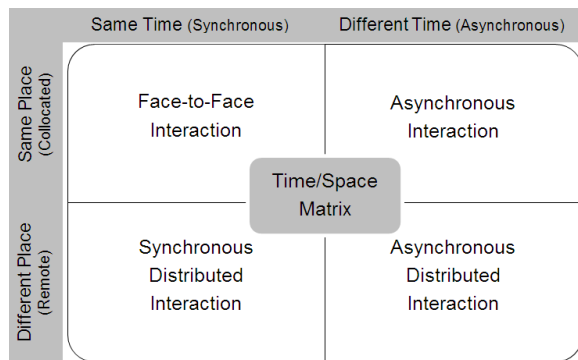 Same Time (Synchronous)
Different Time (Asynchronous)
Same Place
(Collocated)
Face-to-Face
Interaction
Asynchronous
Interaction
Time/Space
Matrix
Different Place
(Remote)
Synchronous
Distributed
Interaction
Asynchronous
Distributed
Interaction